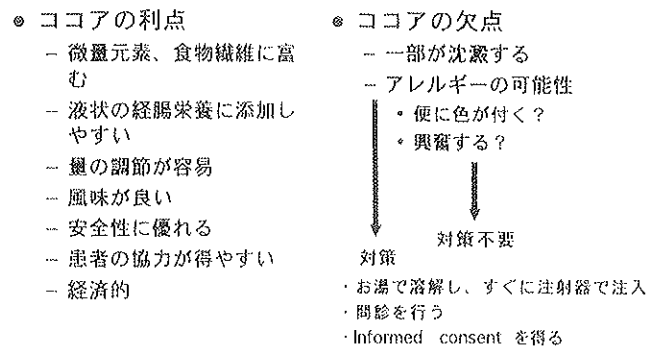 ● ココアの利点
– 微量元素、食物繊維に富
む
– 液状の経腸栄養に添加し
やすい
– 量の調節が容易
– 風味が良い
– 安全性に優れる
– 患者の協力が得やすい
– 経済的
● ココアの欠点
– 一部が沈澱する
– アレルギーの可能性
• 便に色が付く？
• 興奮する？
対策不要
対策
・お湯で溶解し、すぐに注射器で注入
・問診を行う
・Informed consent を得る